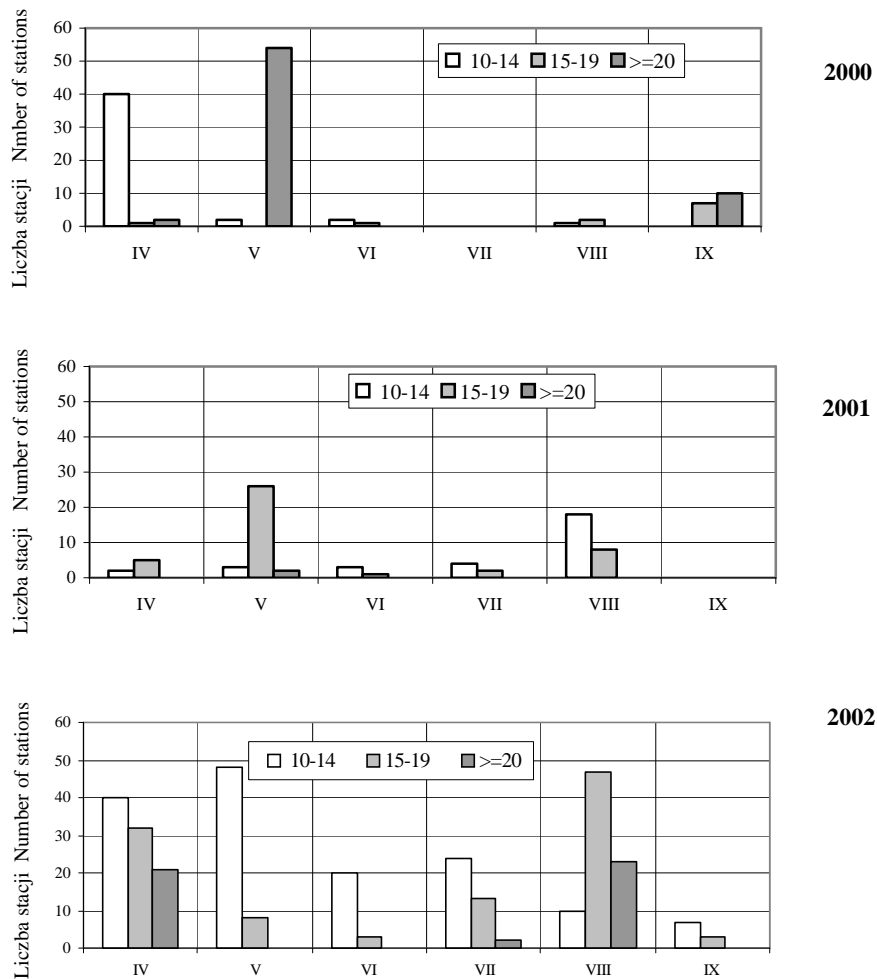 2000
Liczba stacji Nmber of stations
60
50
40
30
20
10
0
10-14 15-19 >=20
IV V VI VII VIII IX
2001
Liczba stacji Number of stations
60
50
40
30
20
10
0
10-14 15-19 >=20
IV V VI VII VIII IX
2002
Liczba stacji Number of stations
60
50
40
30
20
10
0
10-14 15-19 >=20
IV V VI VII VIII IX